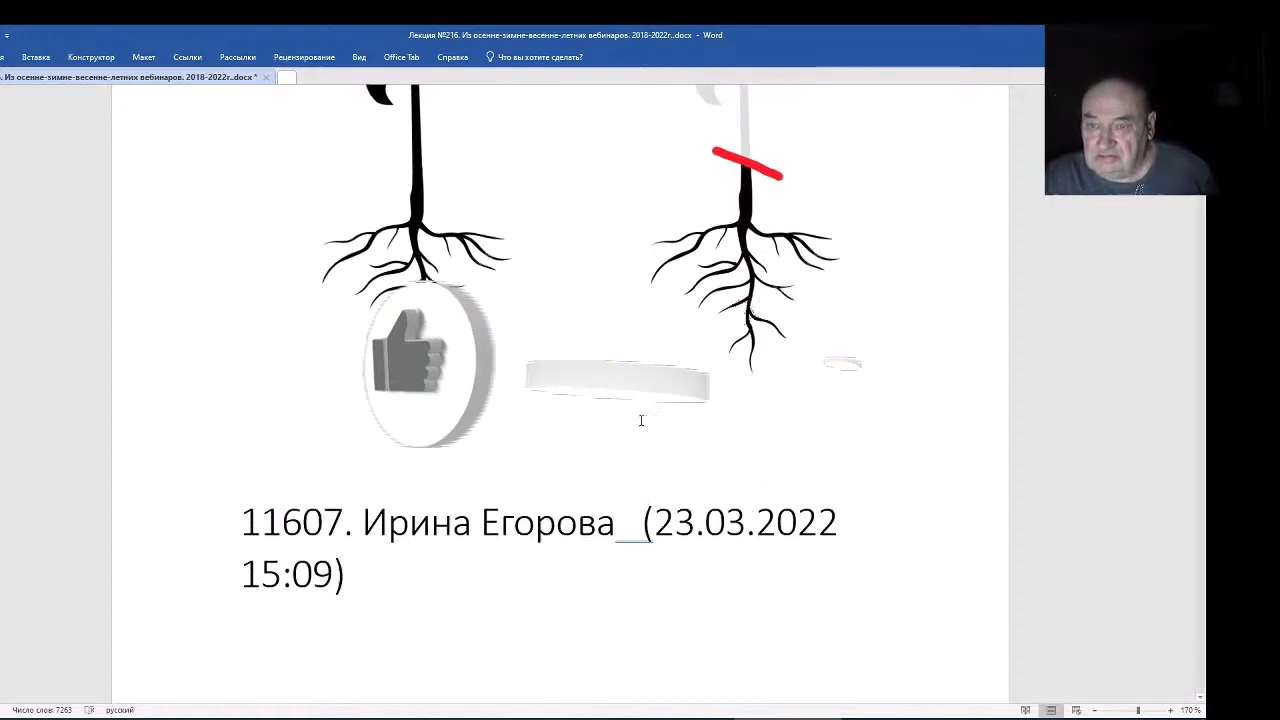 Лекция №216. Из осенне-зимне-весенне-летних вебинаров. 2018-2022г..docx - Word
Вставка Конструктор Макет Ссылки Рассылки Рецензирование Вид Office Tab Справка Что вы хотите сделать?
. Из осенне-зимне-весенне-летних вебинаров. 2018-2022г..docx *
11607. Ирина Егорова (23.03.2022
15:09)
Число слов: 7263 русский 170 %